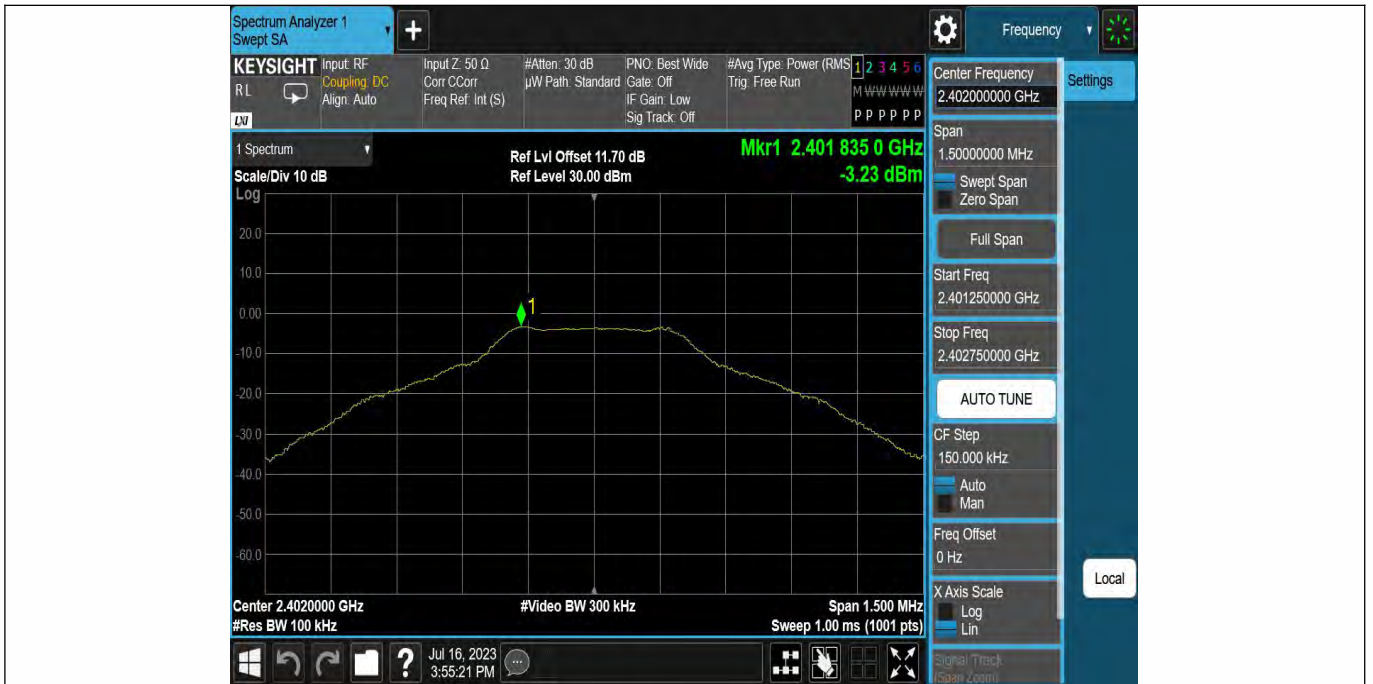 Spectrum Analyzer 1
Swept SA
Frequency
KEYSIGHT
R L
LXI
Input: RF
Coupling: DC
Align: Auto
Input Z: 50 Ω
Corr CCorr
Freq Ref: Int (S)
#Atten: 30 dB
µW Path: Standard
PNO: Best Wide
Gate: Off
IF Gain: Low
Sig Track: Off
#Avg Type: Power (RMS
Trig: Free Run
1 2 3 4 5 6
M W W W W W
P P P P P P
Center Frequency
2.402000000 GHz
Settings
1 Spectrum
Scale/Div 10 dB
Log
Ref Lvl Offset 11.70 dB
Ref Level 30.00 dBm
Mkr1 2.401 835 0 GHz
-3.23 dBm
Span
1.50000000 MHz
Swept Span
Zero Span
Full Span
Start Freq
2.401250000 GHz
Stop Freq
2.402750000 GHz
AUTO TUNE
CF Step
150.000 kHz
Auto
Man
Freq Offset
0 Hz
X Axis Scale
Log
Lin
Signal Track
(Span Zoom)
Local
20.0
10.0
0.00
-10.0
-20.0
-30.0
-40.0
-50.0
-60.0
1
Center 2.4020000 GHz
#Res BW 100 kHz
#Video BW 300 kHz
Span 1.500 MHz
Sweep 1.00 ms (1001 pts)
Jul 16, 2023
3:55:21 PM